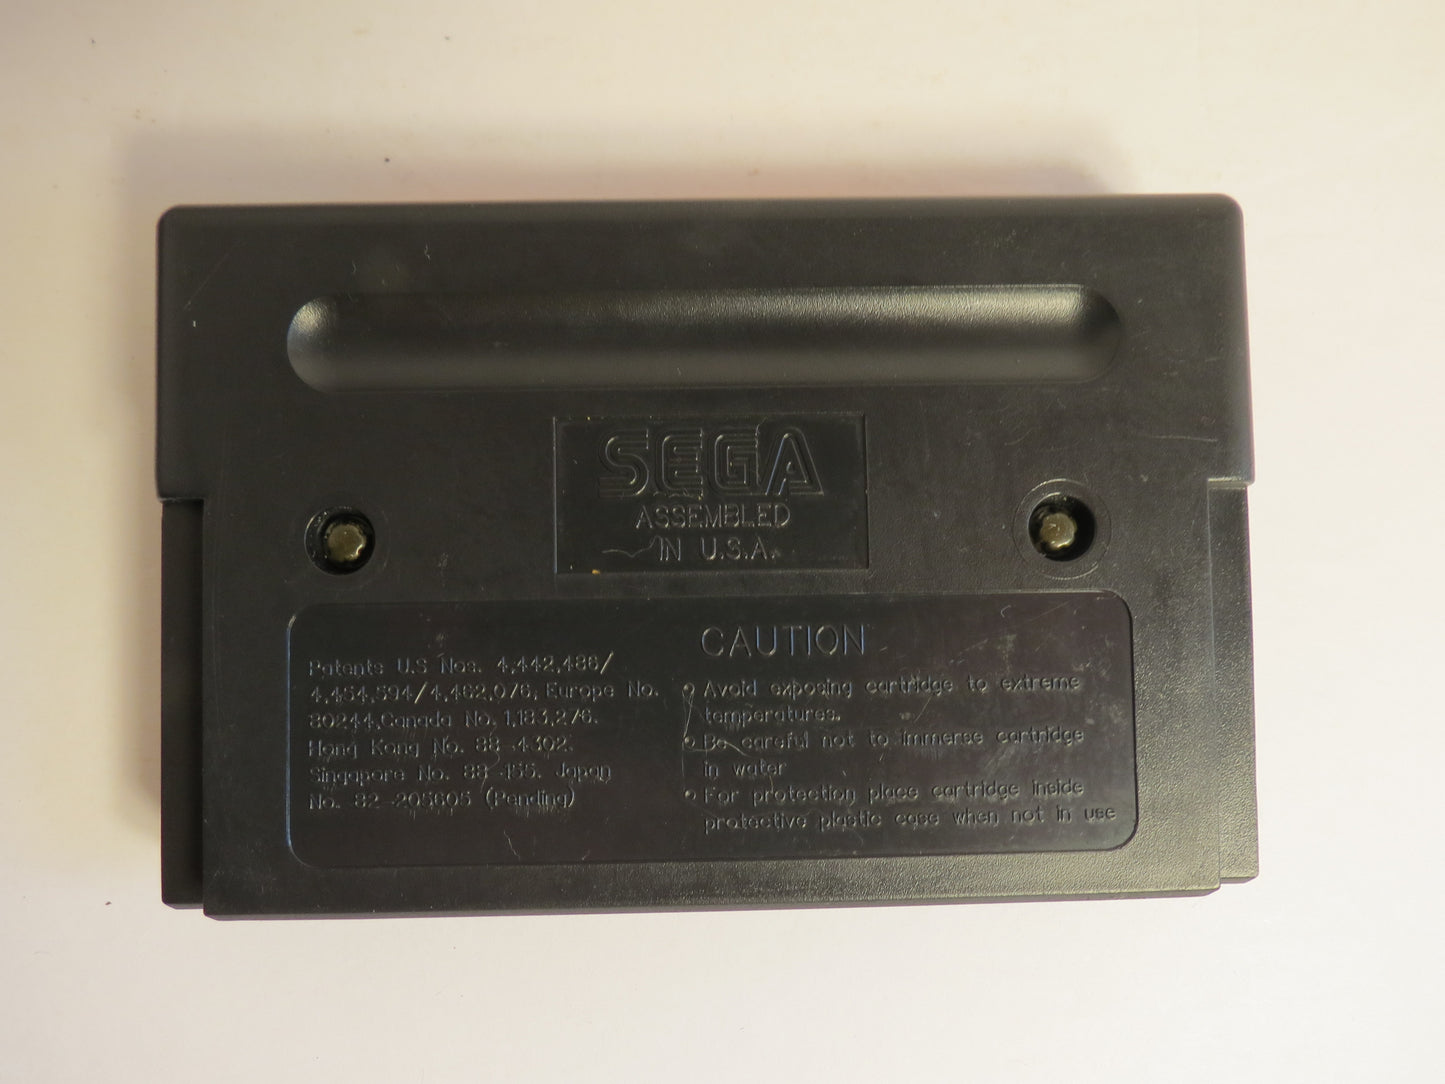 SEGA
ASSEMBLED
IN U.S.A.
Patents U.S Nos. 4,442,486/
4,454,594/4,462,076, Europe No.
80244,Canada No. 1,183,276.
Hong Kong No. 88-4302.
Singapore No. 88-155. Japan
No. 82-205605 (Pending)
CAUTION
Avoid exposing cartridge to extreme
temperatures.
Be careful not to immerse cartridge
in water
For protection place cartridge inside
protective plastic case when not in use